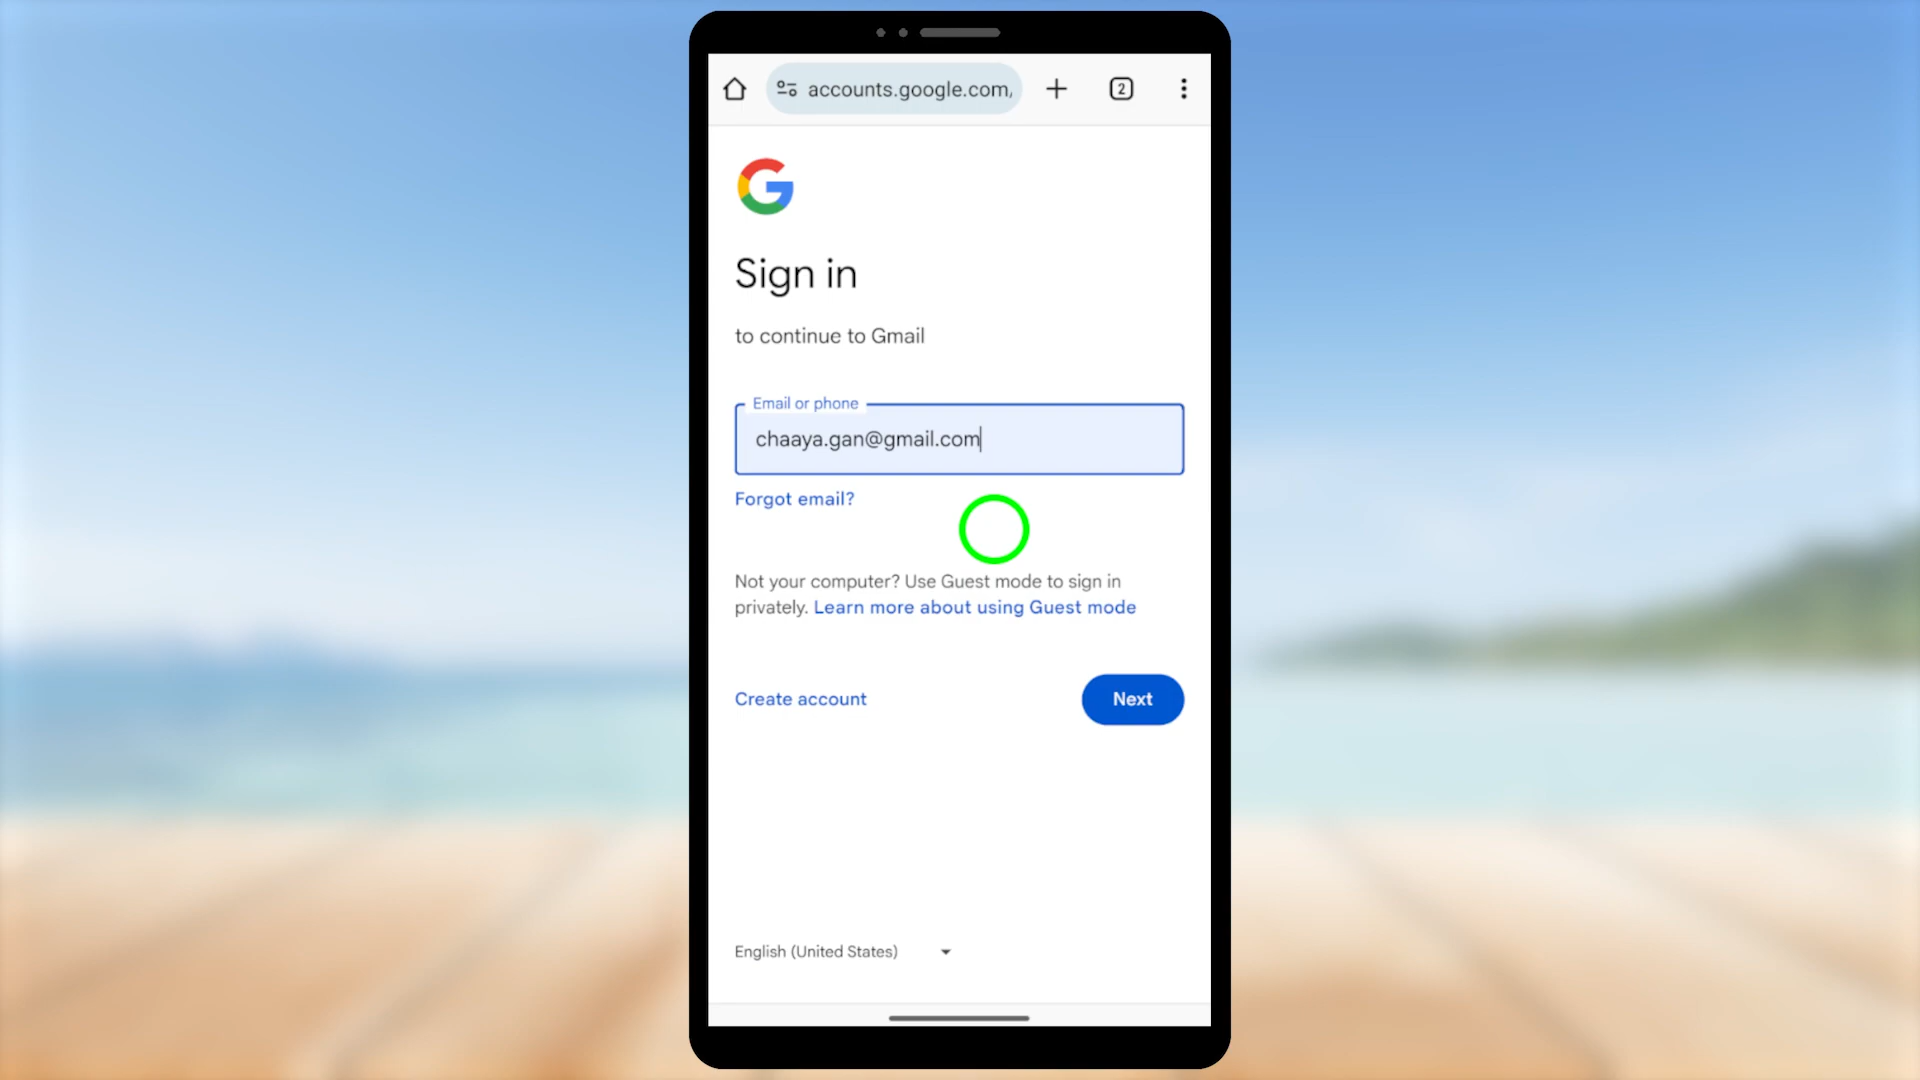 accounts.google.com/
2
Sign in
to continue to Gmail
Email or phone
chaaya.gan@gmail.com
Forgot email?
Not your computer? Use Guest mode to sign in
privately. Learn more about using Guest mode
Create account
Next
English (United States)